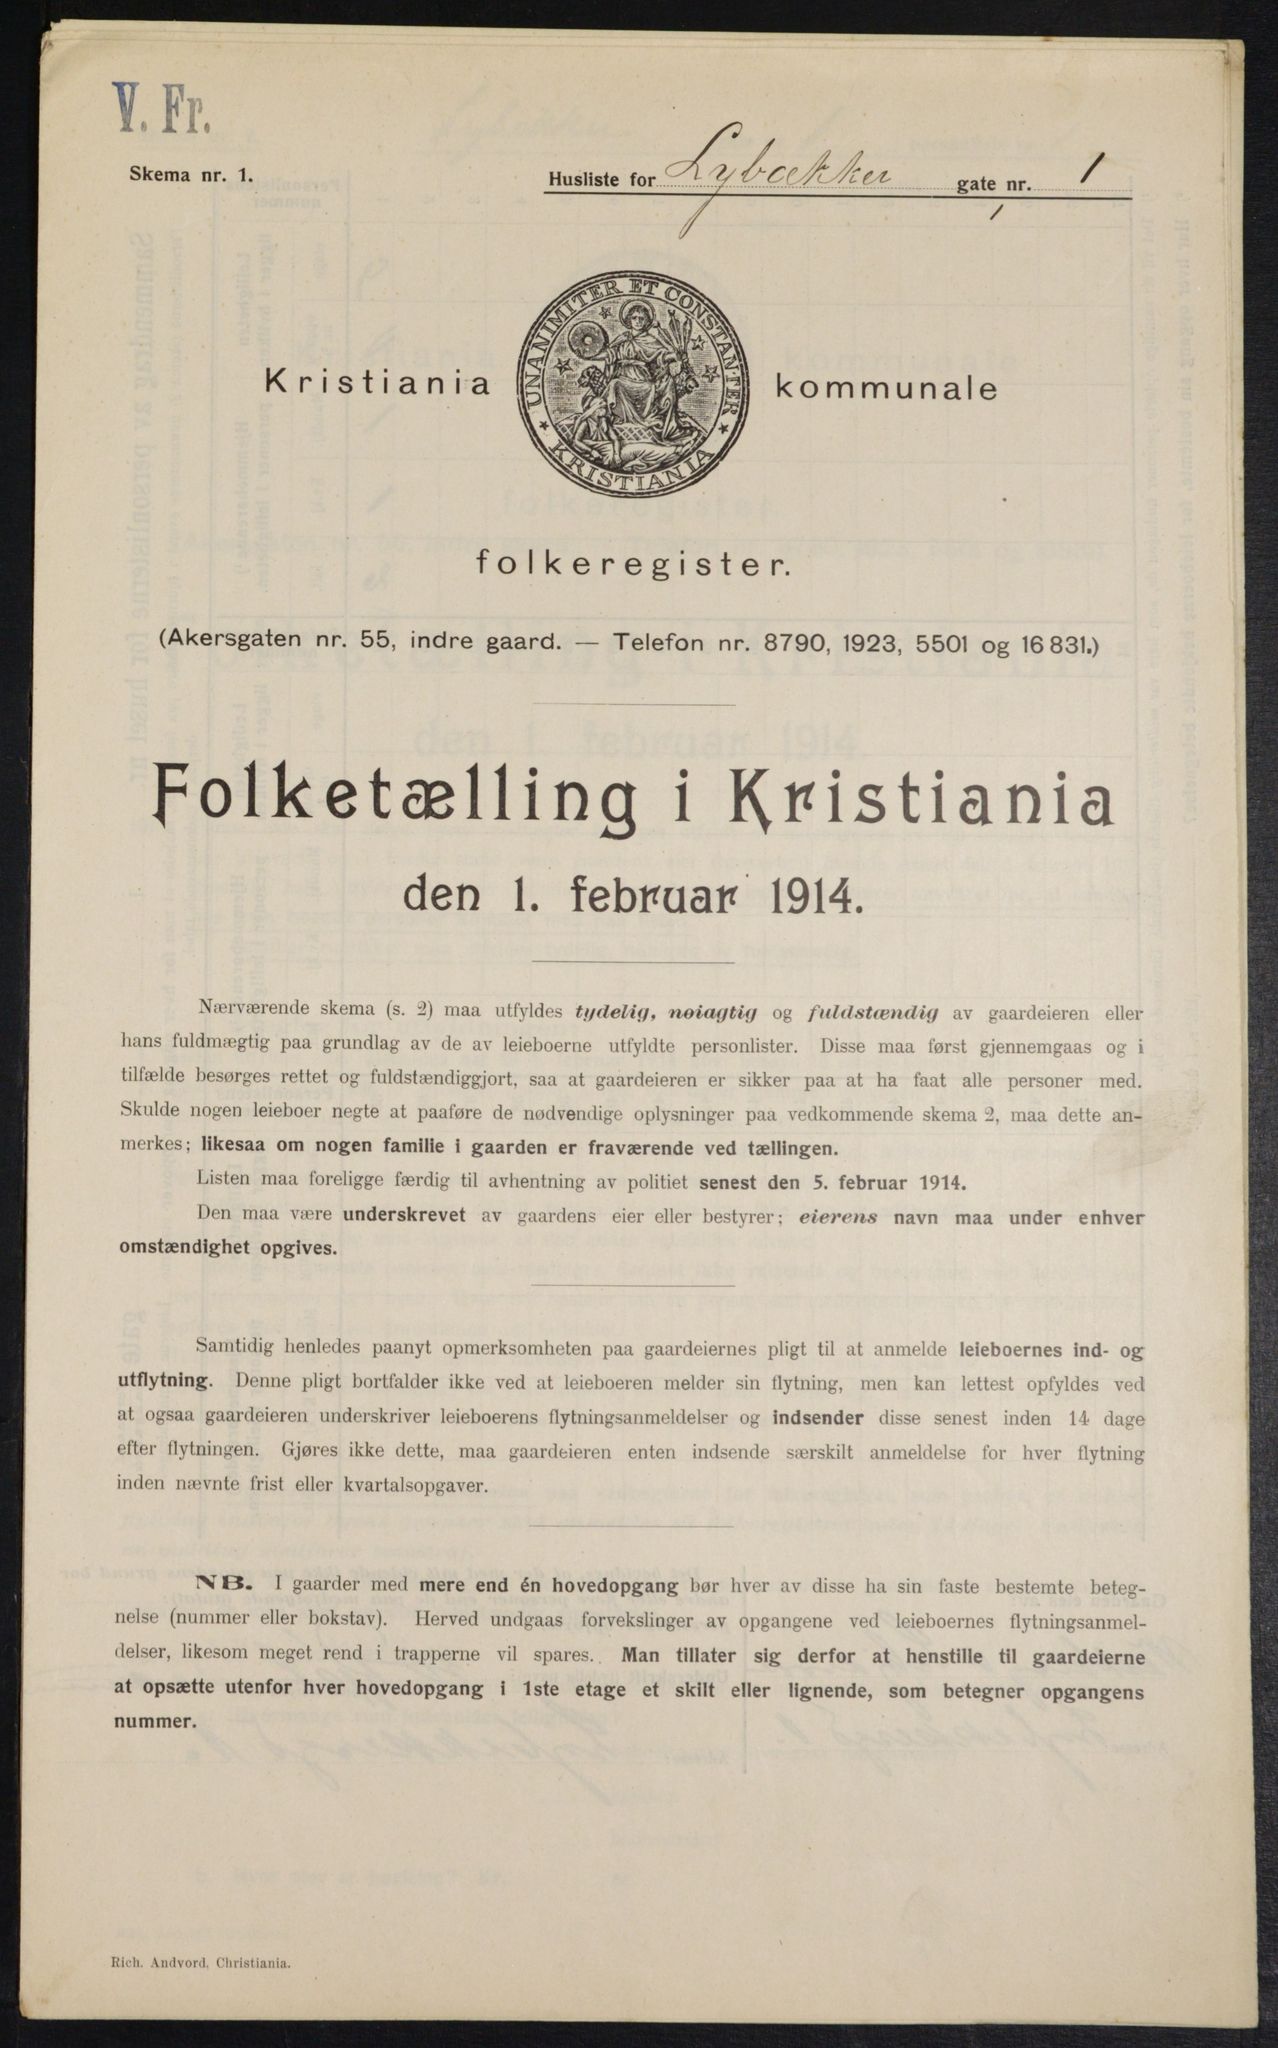 V. Fr.
Skema nr. 1.
Husliste for Lybækker gate nr. 1
UNANIMITER ET CONSTANTER
KRISTIANIA
Kristiania kommunale
folkeregister.
(Akersgaten nr. 55, indre gaard. — Telefon nr. 8790, 1923, 5501 og 16 831.)
Folketælling i Kristiania
den 1. februar 1914.
Nærværende skema (s. 2) maa utfyldes tydelig, nøiagtig og fuldstændig av gaardeieren eller
hans fuldmægtig paa grundlag av de av leieboerne utfyldte personlister. Disse maa først gjennemgaas og i
tilfælde besørges rettet og fuldstændiggjort, saa at gaardeieren er sikker paa at ha faat alle personer med.
Skulde nogen leieboer negte at paaføre de nødvendige oplysninger paa vedkommende skema 2, maa dette an-
merkes; likesaa om nogen familie i gaarden er fraværende ved tællingen.
Listen maa foreligge færdig til avhentning av politiet senest den 5. februar 1914.
Den maa være underskrevet av gaardens eier eller bestyrer; eierens navn maa under enhver
omstændighet opgives.
Samtidig henledes paanyt opmerksomheten paa gaardeiernes pligt til at anmelde leieboernes ind- og
utflytning. Denne pligt bortfalder ikke ved at leieboeren melder sin flytning, men kan lettest opfyldes ved
at ogsaa gaardeieren underskriver leieboerens flytningsanmeldelser og indsender disse senest inden 14 dage
efter flytningen. Gjøres ikke dette, maa gaardeieren enten indsende særskilt anmeldelse for hver flytning
inden nævnte frist eller kvartalsopgaver.
NB. I gaarder med mere end én hovedopgang bør hver av disse ha sin faste bestemte beteg-
nelse (nummer eller bokstav). Herved undgaas forvekslinger av opgangene ved leieboernes flytningsanmel-
delser, likesom meget rend i trapperne vil spares. Man tillater sig derfor at henstille til gaardeierne
at opsætte utenfor hver hovedopgang i 1ste etage et skilt eller lignende, som betegner opgangens
nummer.
Rich. Andvord, Christiania.